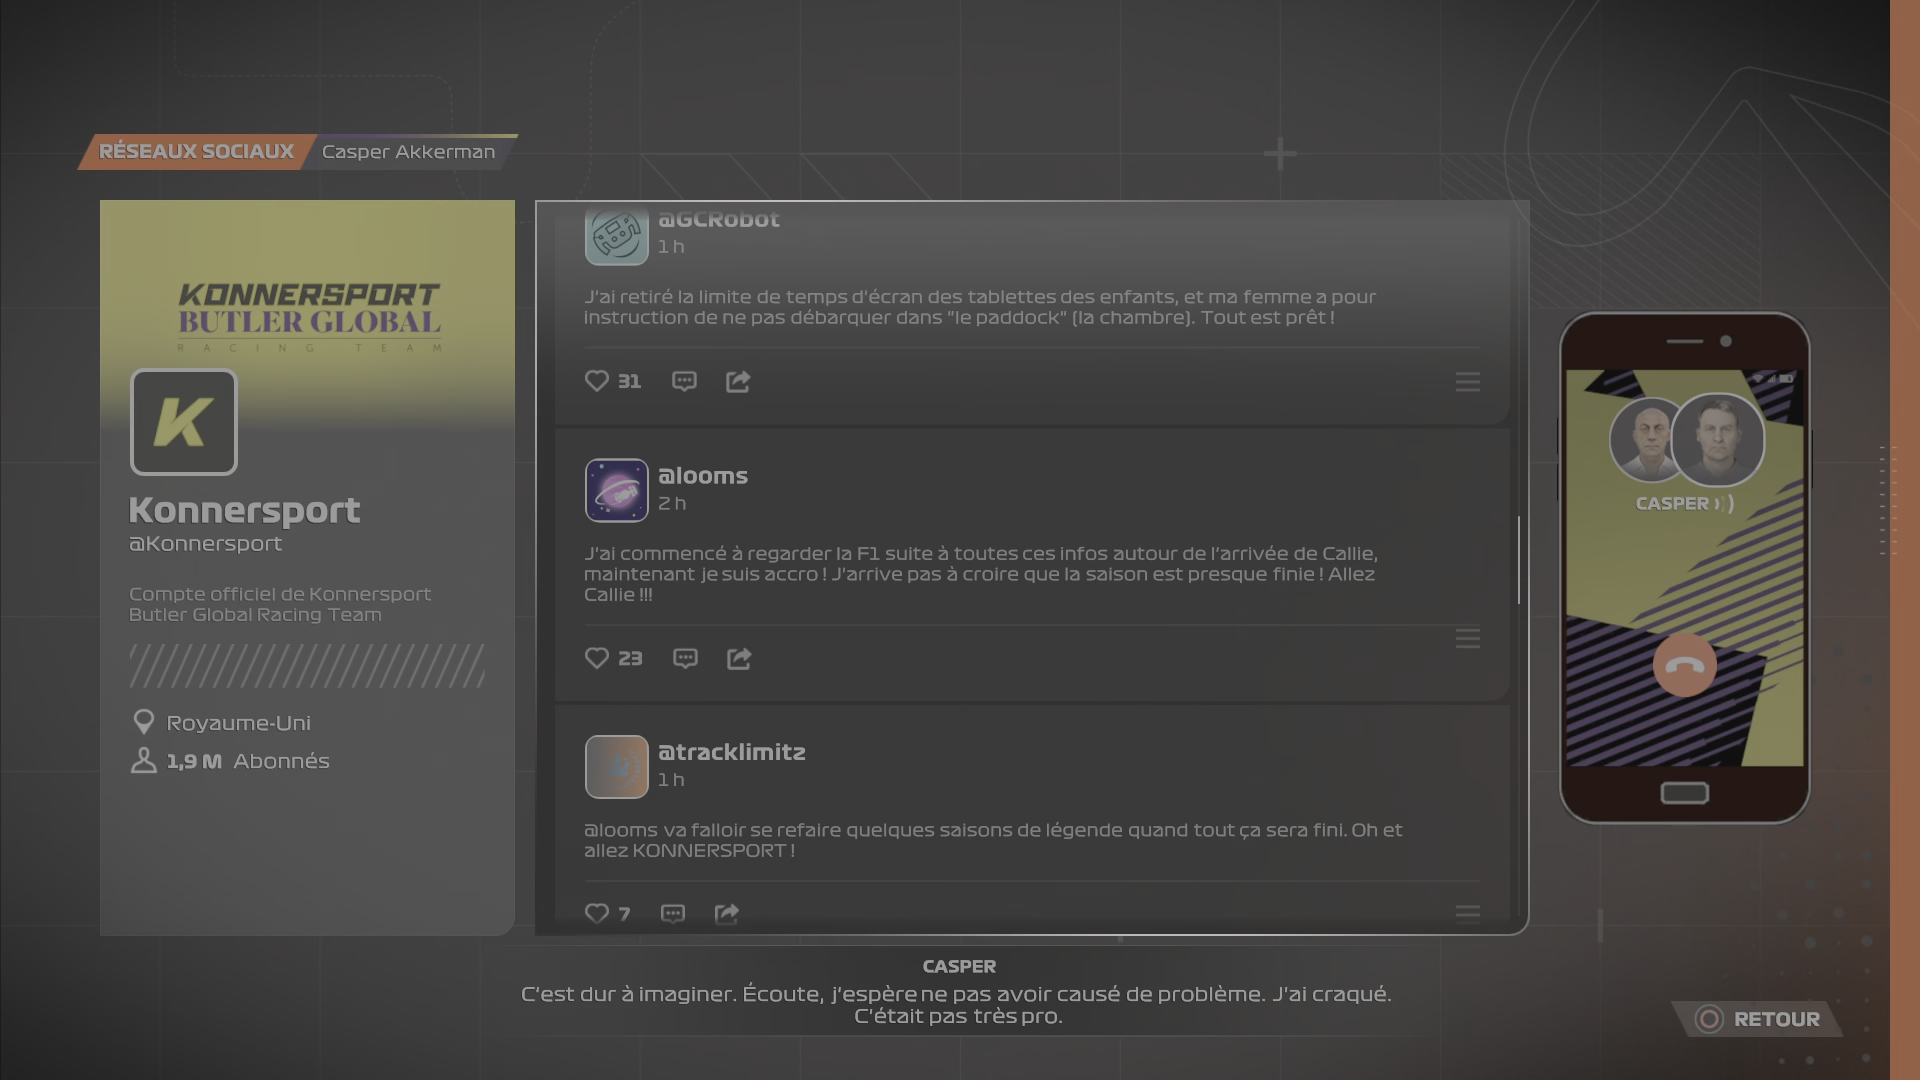 RÉSEAUX SOCIAUX Casper Akkerman
KONNERSPORT
BUTLER GLOBAL
RACING TEAM
K
Konnersport
@Konnersport
Compte officiel de Konnersport
Butler Global Racing Team
Royaume-Uni
1,9 M Abonnés
@GCRobot
1 h
J'ai retiré la limite de temps d'écran des tablettes des enfants, et ma femme a pour
instruction de ne pas débarquer dans "le paddock" (la chambre). Tout est prêt !
31
@looms
2 h
J'ai commencé à regarder la F1 suite à toutes ces infos autour de l'arrivée de Callie,
maintenant je suis accro ! J'arrive pas à croire que la saison est presque finie ! Allez
Callie !!!
23
@tracklimitz
1 h
@looms va falloir se refaire quelques saisons de légende quand tout ça sera fini. Oh et
allez KONNERSPORT !
7
CASPER
CASPER
C'est dur à imaginer. Écoute, j'espère ne pas avoir causé de problème. J'ai craqué.
C'était pas très pro.
RETOUR